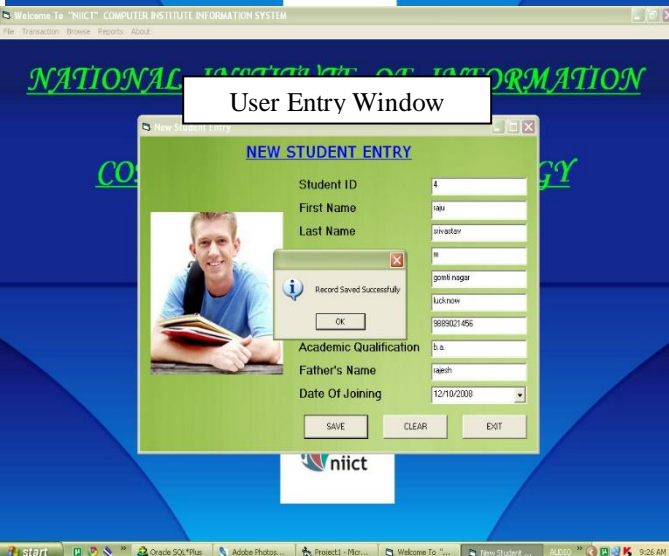 Welcome To "NIICT" COMPUTER INSTITUTE INFORMATION SYSTEM
File Transaction Browse Reports About
NATIONAL INSTITUTE OF INFORMATION
User Entry Window
New Student Entry
CO GY
NEW STUDENT ENTRY
Student ID 4
First Name raju
Last Name srivastav
m
gomti nagar
Record Saved Successfully
lucknow
OK
9889021456
Academic Qualification b.a.
Father's Name rajesh
Date Of Joining 12/10/2008
SAVE CLEAR EXIT
niict
start Oracle SQL*Plus Adobe Photos... Project1 - Micr... Welcome To "... New Student ... AUDIO 9:26 AM